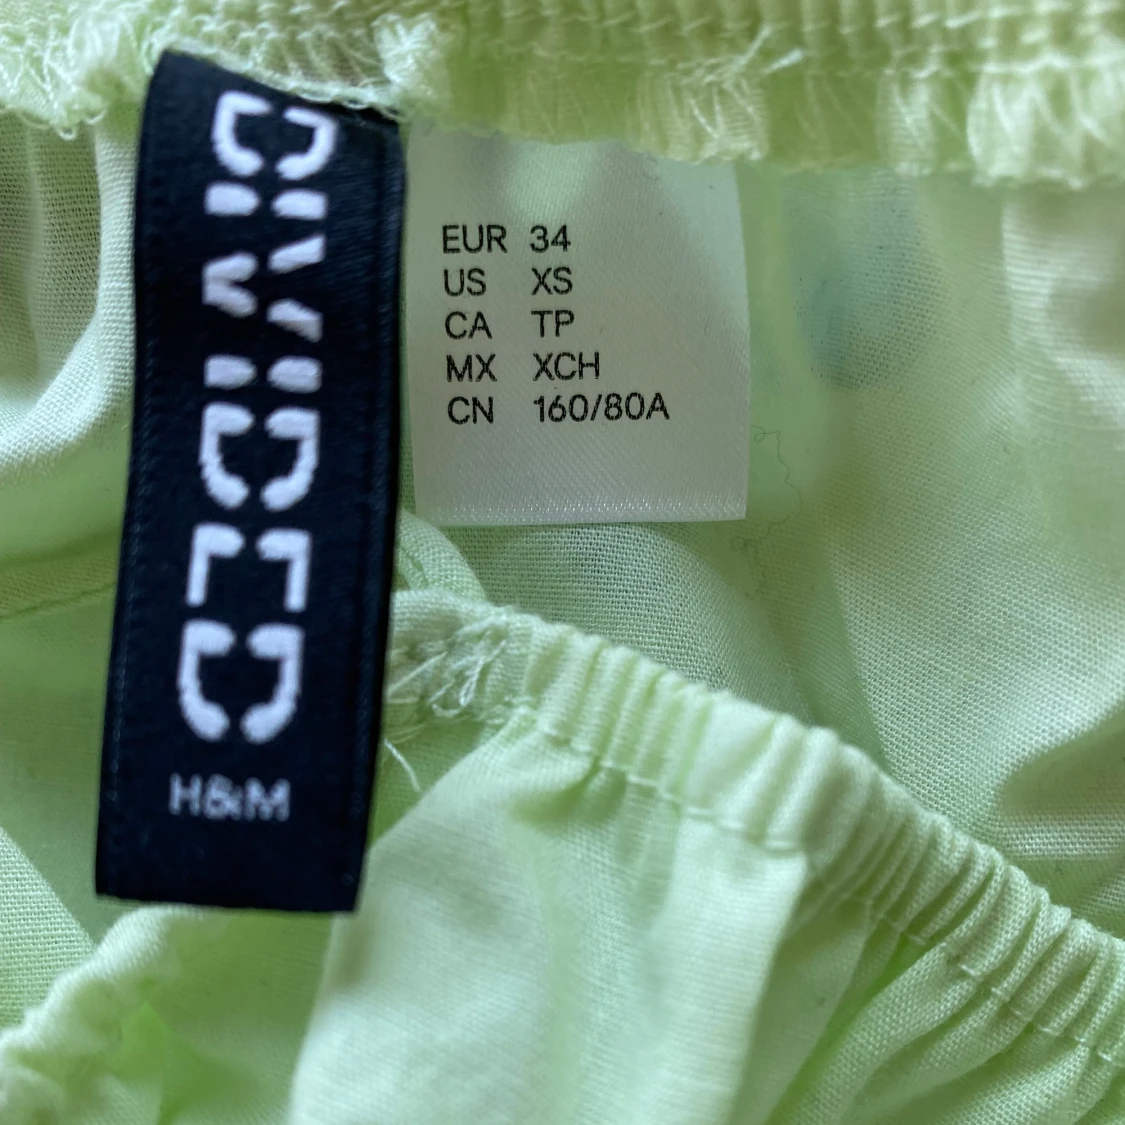 DIVIDED
H&M
EUR 34
US XS
CA TP
MX XCH
CN 160/80A